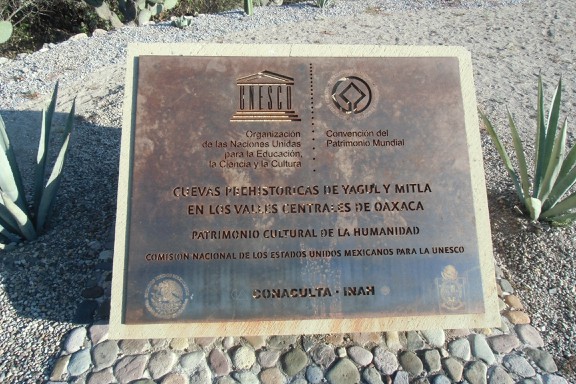 UNESCO
Organización
de las Naciones Unidas
para la Educación,
la Ciencia y la Cultura
Convención del
Patrimonio Mundial
CUEVAS PREHISTÓRICAS DE YAGUL Y MITLA
EN LOS VALLES CENTRALES DE OAXACA
PATRIMONIO CULTURAL DE LA HUMANIDAD
COMISIÓN NACIONAL DE LOS ESTADOS UNIDOS MEXICANOS PARA LA UNESCO
CONACULTA · INAH